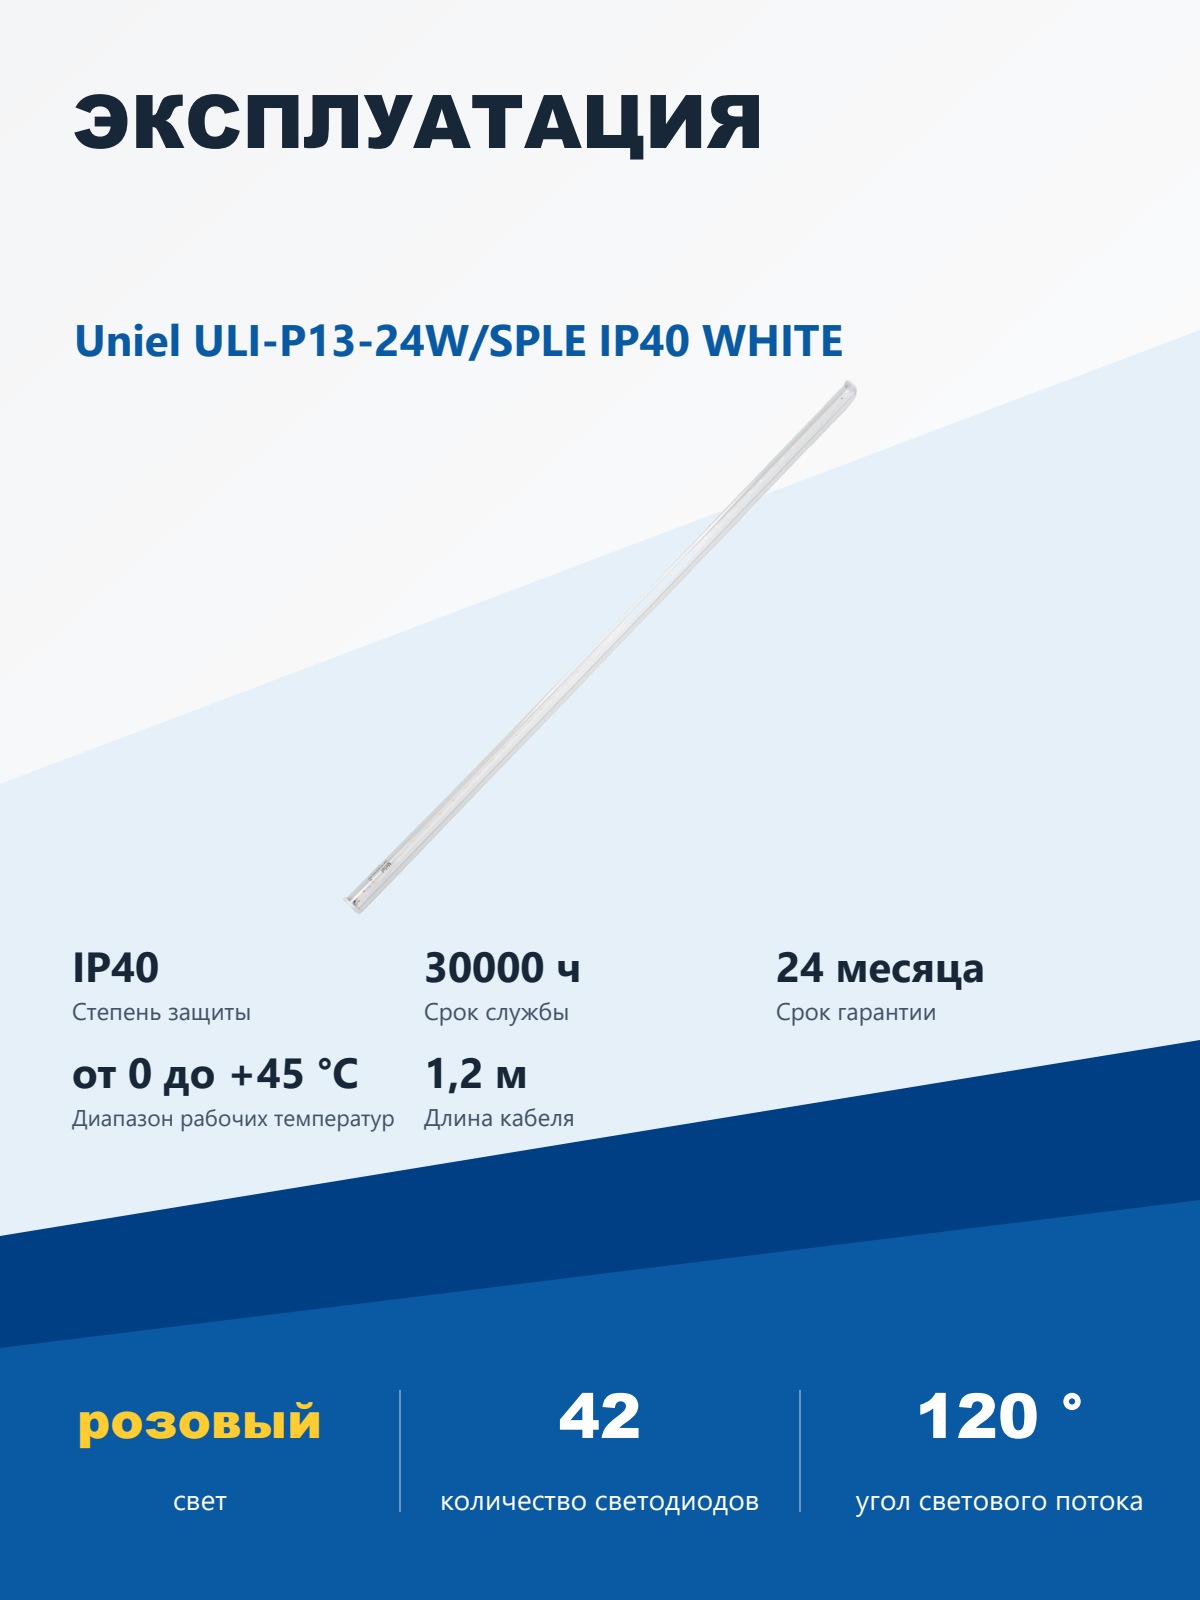 ЭКСПЛУАТАЦИЯ
Uniel ULI-P13-24W/SPLE IP40 WHITE
IP40
Степень защиты
30000 ч
Срок службы
24 месяца
Срок гарантии
от 0 до +45 °C
Диапазон рабочих температур
1,2 м
Длина кабеля
розовый
свет
42
количество светодиодов
120 °
угол светового потока